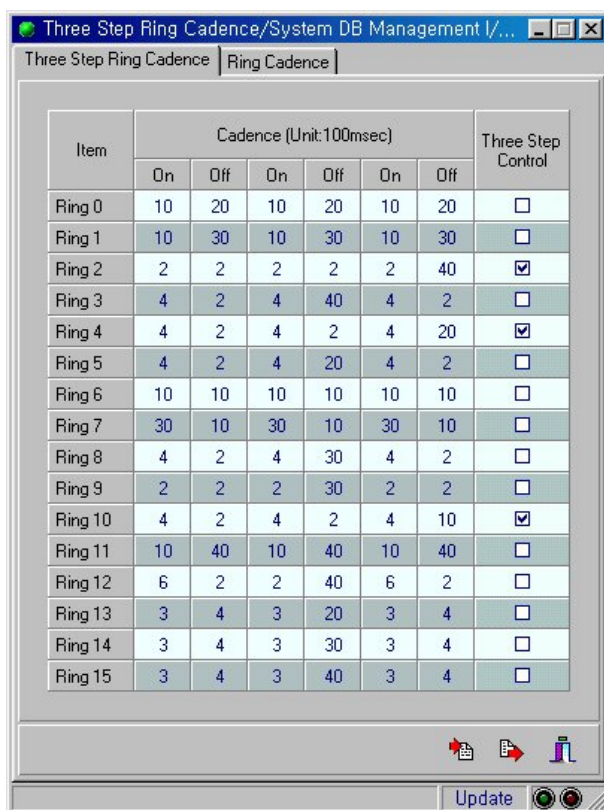 Three Step Ring Cadence/System DB Management I/...
Three Step Ring Cadence Ring Cadence
Item Cadence (Unit:100msec) Three Step Control
On Off On Off On Off
Ring 0 10 20 10 20 10 20
Ring 1 10 30 10 30 10 30
Ring 2 2 2 2 2 2 40
Ring 3 4 2 4 40 4 2
Ring 4 4 2 4 2 4 20
Ring 5 4 2 4 20 4 2
Ring 6 10 10 10 10 10 10
Ring 7 30 10 30 10 30 10
Ring 8 4 2 4 30 4 2
Ring 9 2 2 2 30 2 2
Ring 10 4 2 4 2 4 10
Ring 11 10 40 10 40 10 40
Ring 12 6 2 2 40 6 2
Ring 13 3 4 3 20 3 4
Ring 14 3 4 3 30 3 4
Ring 15 3 4 3 40 3 4
Update